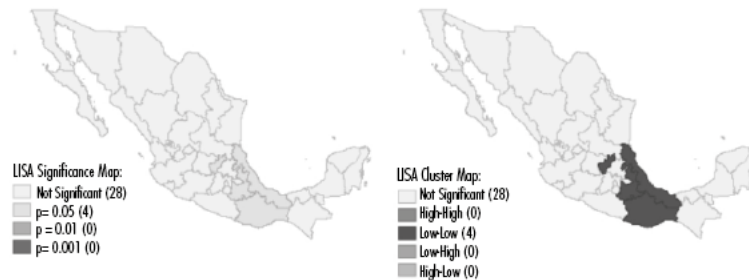 LISA Significance Map:
Not Significant (28)
p= 0.05 (4)
p = 0.01 (0)
p= 0.001 (0)
LISA Cluster Map:
Not Significant (28)
High-High (0)
Low-Low (4)
Low-High (0)
High-Low (0)